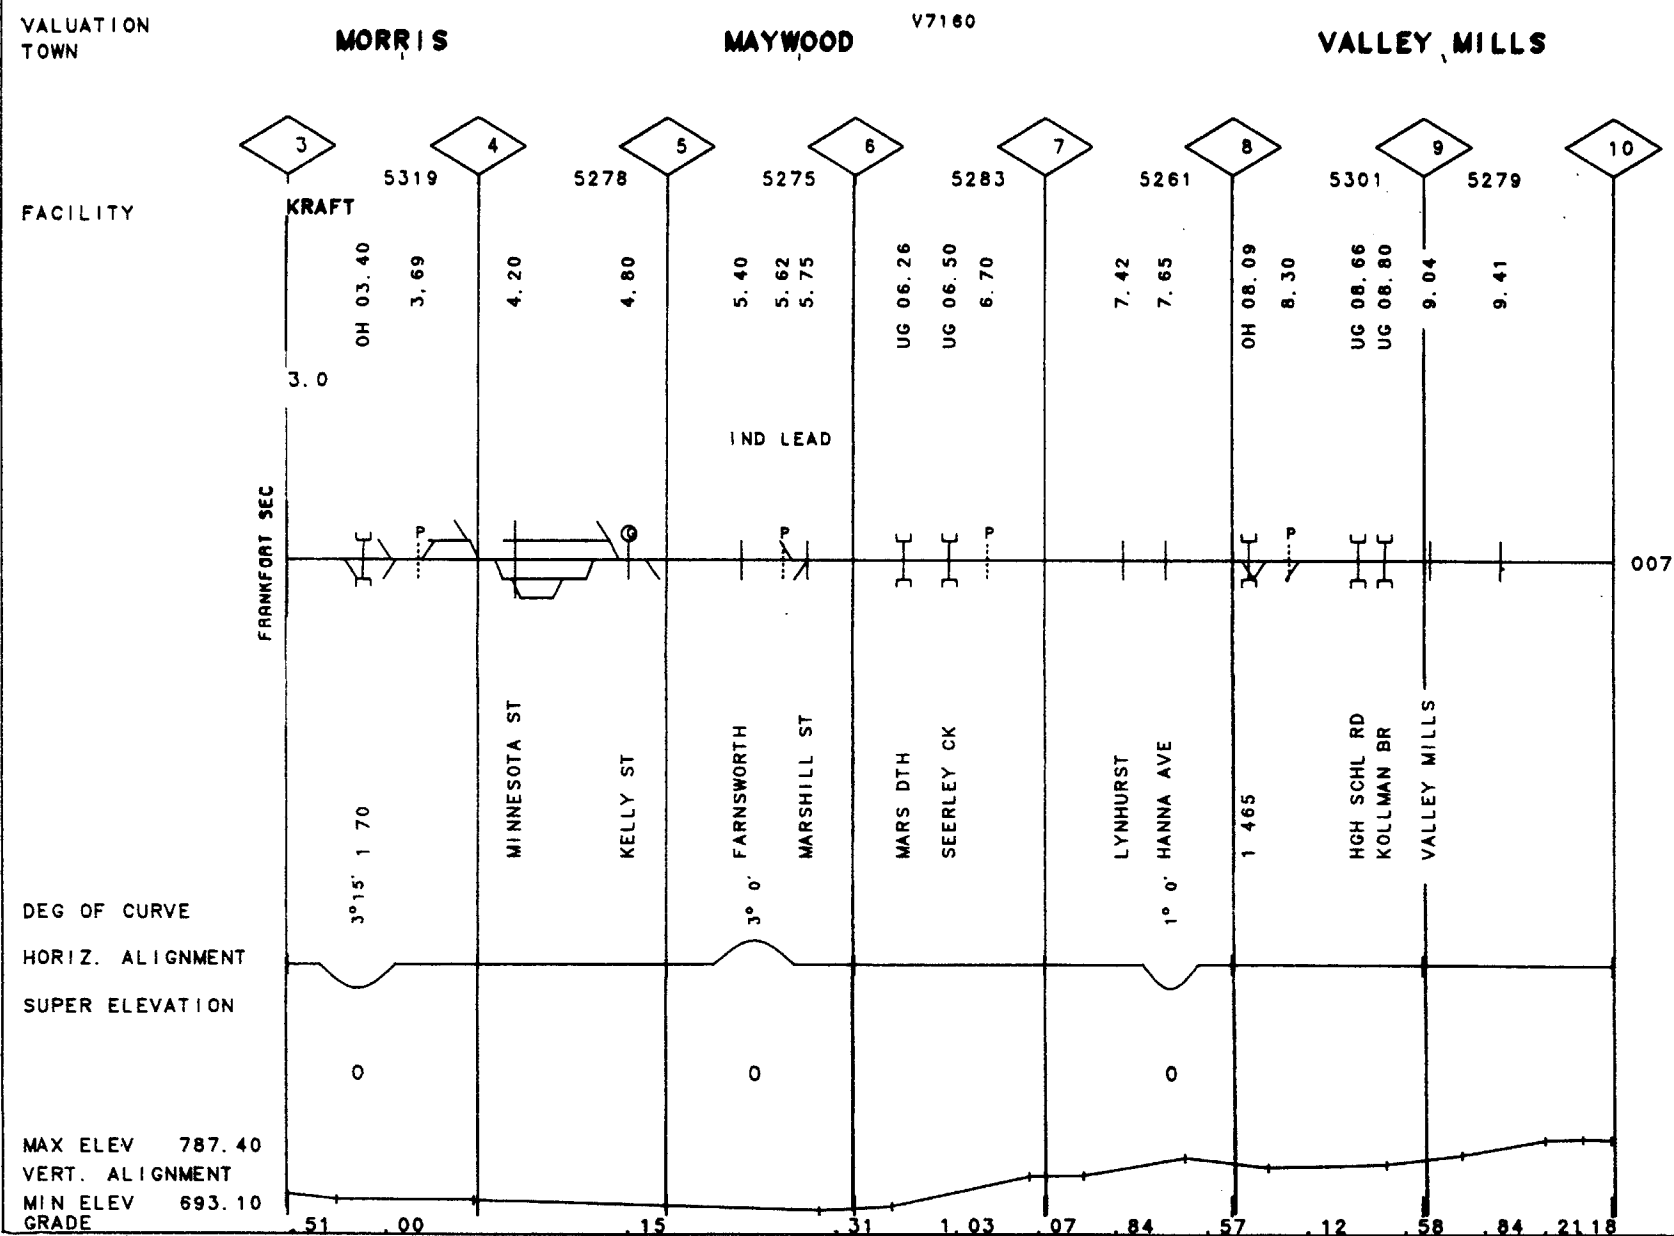 VALUATION V7160
TOWN MORRIS MAYWOOD VALLEY MILLS
3 4 5 6 7 8 9 10
5319 5278 5275 5283 5261 5301 5279
FACILITY KRAFT
OH 03.40
3.69
4.20
4.80
5.40
5.62
5.75
UG 06.26
UG 06.50
6.70
7.42
7.65
OH 08.09
8.30
UG 08.66
UG 08.80
9.04
9.41
3.0
IND LEAD
FRANKFORT SEC
P G P P P
007
I 70
MINNESOTA ST
KELLY ST
FARNSWORTH
MARSHILL ST
MARS DTH
SEERLEY CK
LYNHURST
HANNA AVE
I 465
HGH SCHL RD
KOLLMAN BR
VALLEY MILLS
DEG OF CURVE 3°15' 3° 0' 1° 0'
HORIZ. ALIGNMENT
SUPER ELEVATION
0 0 0
MAX ELEV 787.40
VERT. ALIGNMENT
MIN ELEV 693.10
GRADE .51 .00 .15 .31 1.03 .07 .84 .57 .12 .58 .84 .21 .18